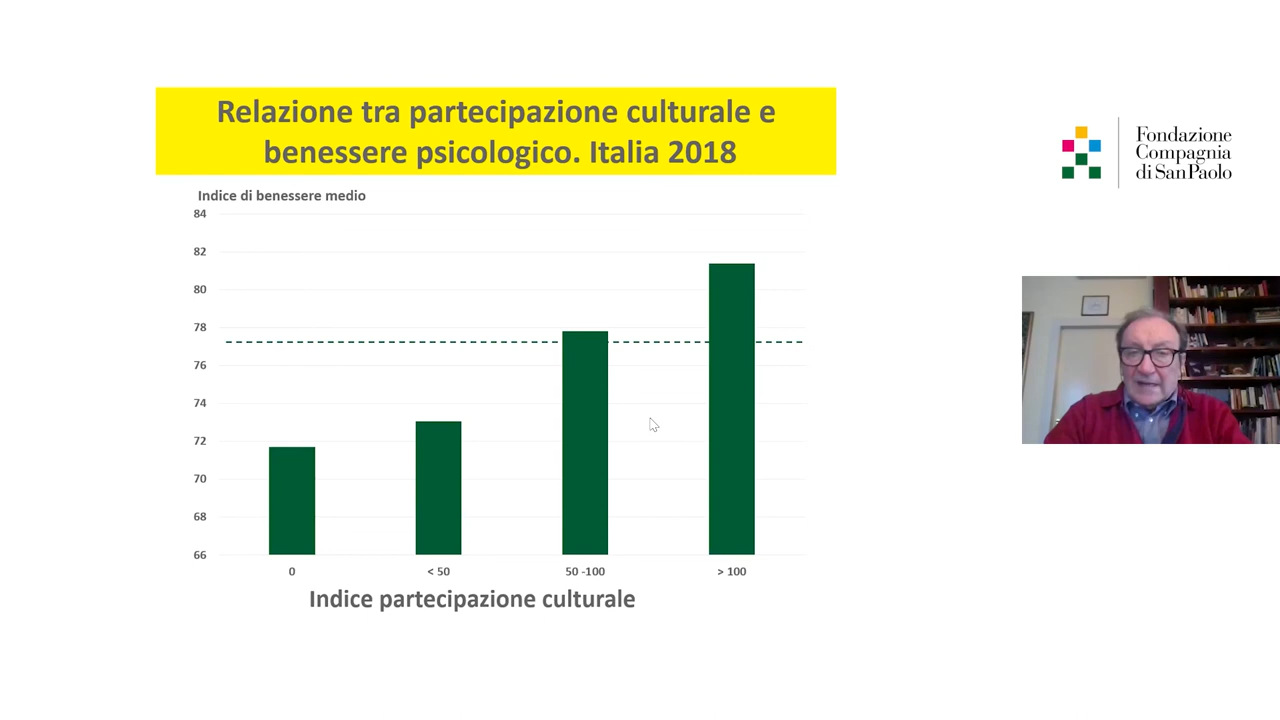 Relazione tra partecipazione culturale e
benessere psicologico. Italia 2018
Indice di benessere medio
84
82
80
78
76
74
72
70
68
66
0
< 50
50 -100
> 100
Indice partecipazione culturale
Fondazione
Compagnia
di San Paolo